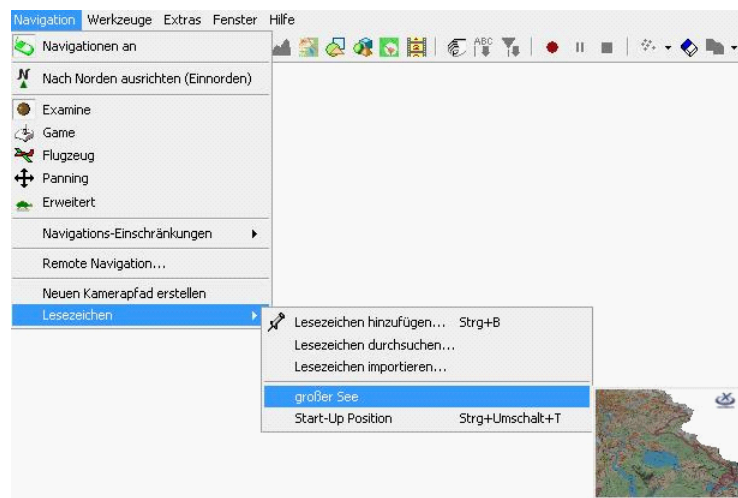 Navigation Werkzeuge Extras Fenster Hilfe
Navigationen an
ABC
Nach Norden ausrichten (Einnorden)
Examine
Game
Flugzeug
Panning
Erweitert
Navigations-Einschränkungen
Remote Navigation...
Neuen Kamerapfad erstellen
Lesezeichen
Lesezeichen hinzufügen... Strg+B
Lesezeichen durchsuchen...
Lesezeichen importieren...
großer See
Start-Up Position Strg+Umschalt+T